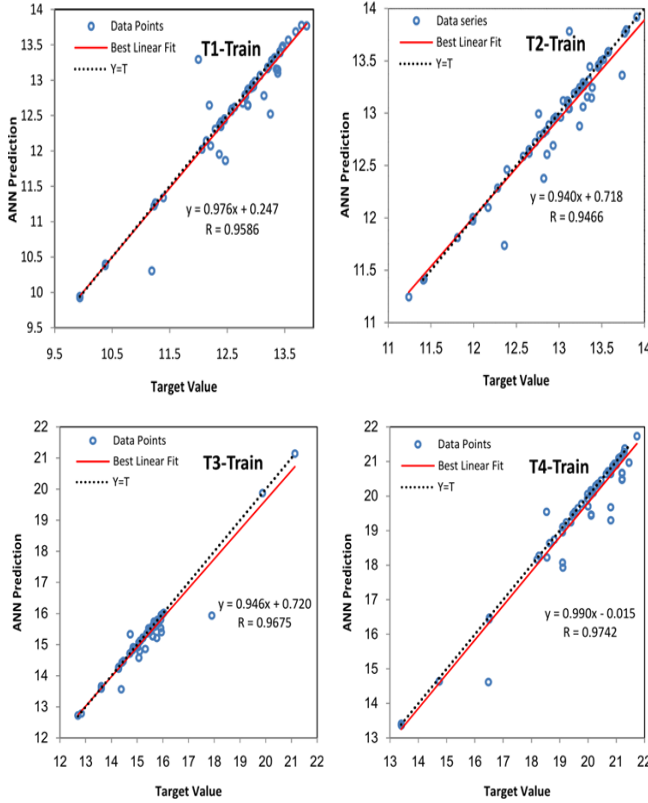 14
13.5
13
12.5
12
11.5
11
10.5
10
9.5
9.5 10.5 11.5 12.5 13.5
ANN Prediction
Target Value
Data Points
Best Linear Fit
Y=T
T1-Train
y = 0.976x + 0.247
R = 0.9586
14
13
12
11
11 11.5 12 12.5 13 13.5 14
ANN Prediction
Target Value
Data series
Best Linear Fit
Y=T
T2-Train
y = 0.940x + 0.718
R = 0.9466
22
21
20
19
18
17
16
15
14
13
12
12 13 14 15 16 17 18 19 20 21 22
ANN Prediction
Target Value
Data Points
Best Linear Fit
Y=T
T3-Train
y = 0.946x + 0.720
R = 0.9675
22
21
20
19
18
17
16
15
14
13
13 14 15 16 17 18 19 20 21 22
ANN Prediction
Target Value
Data Points
Best Linear Fit
Y=T
T4-Train
y = 0.990x - 0.015
R = 0.9742